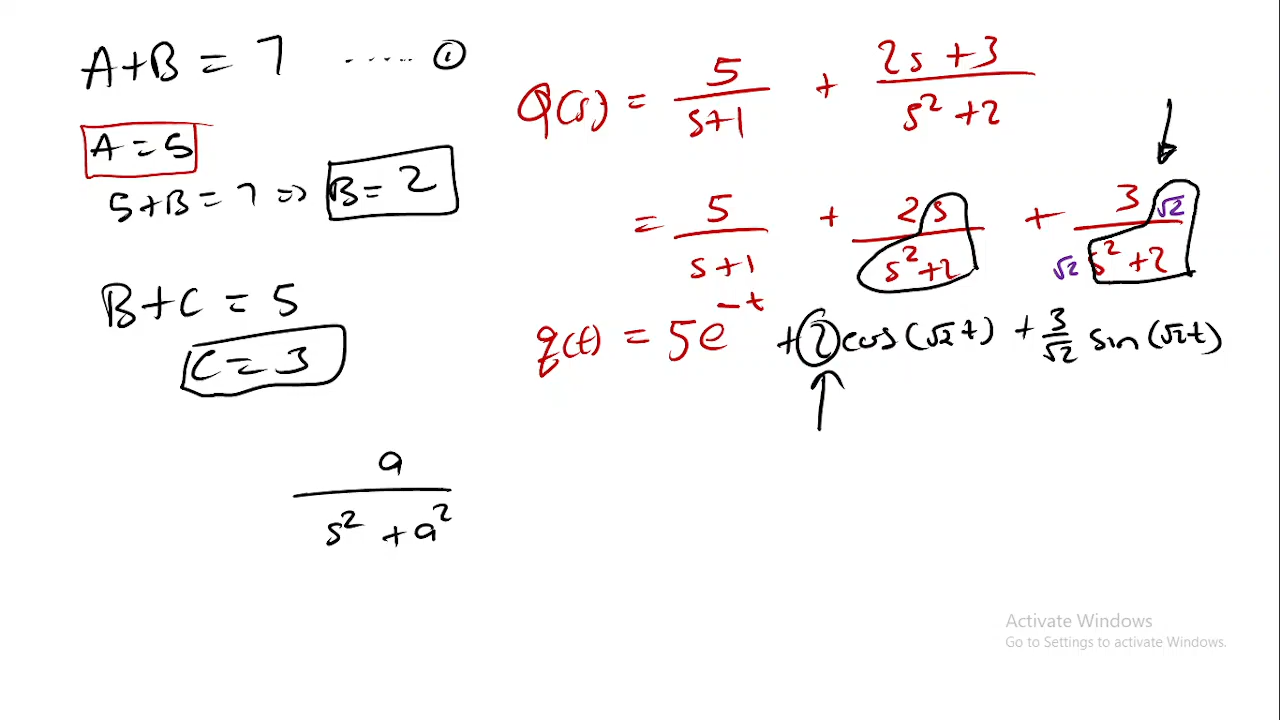 A+B = 7 ..... ①
A = 5
5+B = 7 => B = 2
B+C = 5
C = 3
a
s² + a²
Q(s) = 5/(s+1) + (2s+3)/(s²+2)
= 5/(s+1) + 2s/(s²+2) + 3√2/(√2 s²+2)
q(t) = 5e^-t + 2cos(√2t) + 3/√2 sin(√2t)
Activate Windows
Go to Settings to activate Windows.